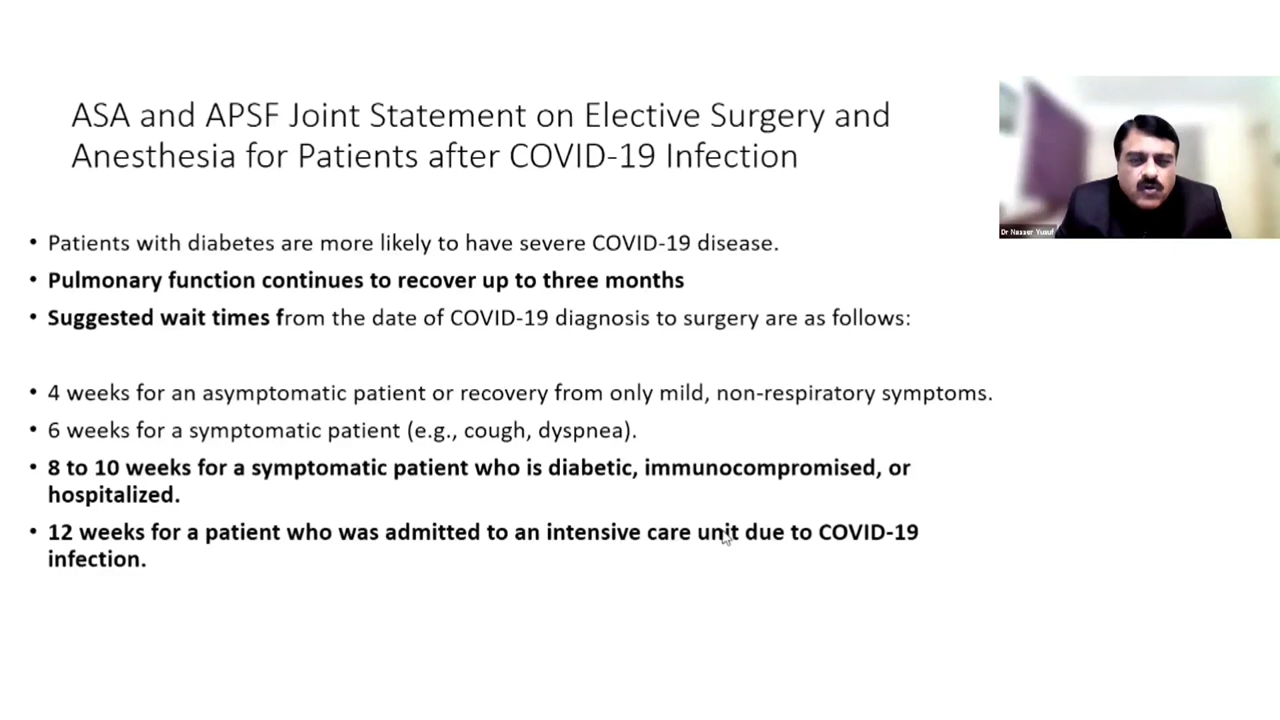 ASA and APSF Joint Statement on Elective Surgery and
Anesthesia for Patients after COVID-19 Infection
Dr Nasser Yusuf
• Patients with diabetes are more likely to have severe COVID-19 disease.
• Pulmonary function continues to recover up to three months
• Suggested wait times from the date of COVID-19 diagnosis to surgery are as follows:
• 4 weeks for an asymptomatic patient or recovery from only mild, non-respiratory symptoms.
• 6 weeks for a symptomatic patient (e.g., cough, dyspnea).
• 8 to 10 weeks for a symptomatic patient who is diabetic, immunocompromised, or
hospitalized.
• 12 weeks for a patient who was admitted to an intensive care unit due to COVID-19
infection.